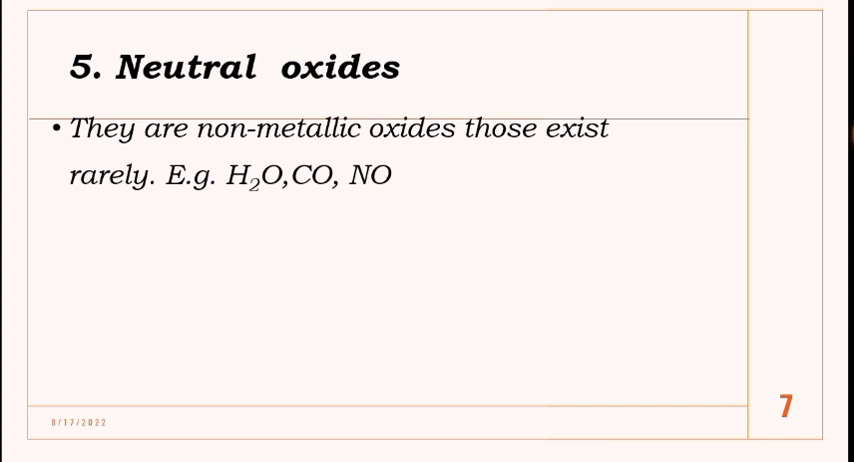 5. Neutral oxides
• They are non-metallic oxides those exist
rarely. E.g. H₂O,CO, NO
8/17/2022
7